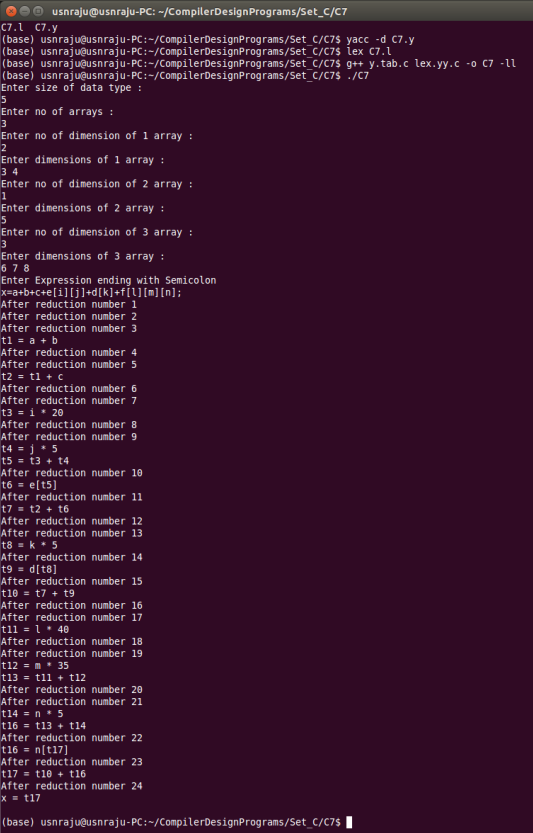 usnraju@usnraju-PC: ~/CompilerDesignPrograms/Set_C/C7
C7.l  C7.y
(base) usnraju@usnraju-PC:~/CompilerDesignPrograms/Set_C/C7$ yacc -d C7.y
(base) usnraju@usnraju-PC:~/CompilerDesignPrograms/Set_C/C7$ lex C7.l
(base) usnraju@usnraju-PC:~/CompilerDesignPrograms/Set_C/C7$ g++ y.tab.c lex.yy.c -o C7 -ll
(base) usnraju@usnraju-PC:~/CompilerDesignPrograms/Set_C/C7$ ./C7
Enter size of data type :
5
Enter no of arrays :
3
Enter no of dimension of 1 array :
2
Enter dimensions of 1 array :
3 4
Enter no of dimension of 2 array :
1
Enter dimensions of 2 array :
5
Enter no of dimension of 3 array :
3
Enter dimensions of 3 array :
6 7 8
Enter Expression ending with Semicolon
x=a+b+c+e[i][j]+d[k]+f[l][m][n];
After reduction number 1
After reduction number 2
After reduction number 3
t1 = a + b
After reduction number 4
After reduction number 5
t2 = t1 + c
After reduction number 6
After reduction number 7
t3 = i * 20
After reduction number 8
After reduction number 9
t4 = j * 5
t5 = t3 + t4
After reduction number 10
t6 = e[t5]
After reduction number 11
t7 = t2 + t6
After reduction number 12
After reduction number 13
t8 = k * 5
After reduction number 14
t9 = d[t8]
After reduction number 15
t10 = t7 + t9
After reduction number 16
After reduction number 17
t11 = l * 40
After reduction number 18
After reduction number 19
t12 = m * 35
t13 = t11 + t12
After reduction number 20
After reduction number 21
t14 = n * 5
t16 = t13 + t14
After reduction number 22
t16 = n[t17]
After reduction number 23
t17 = t10 + t16
After reduction number 24
x = t17
(base) usnraju@usnraju-PC:~/CompilerDesignPrograms/Set_C/C7$